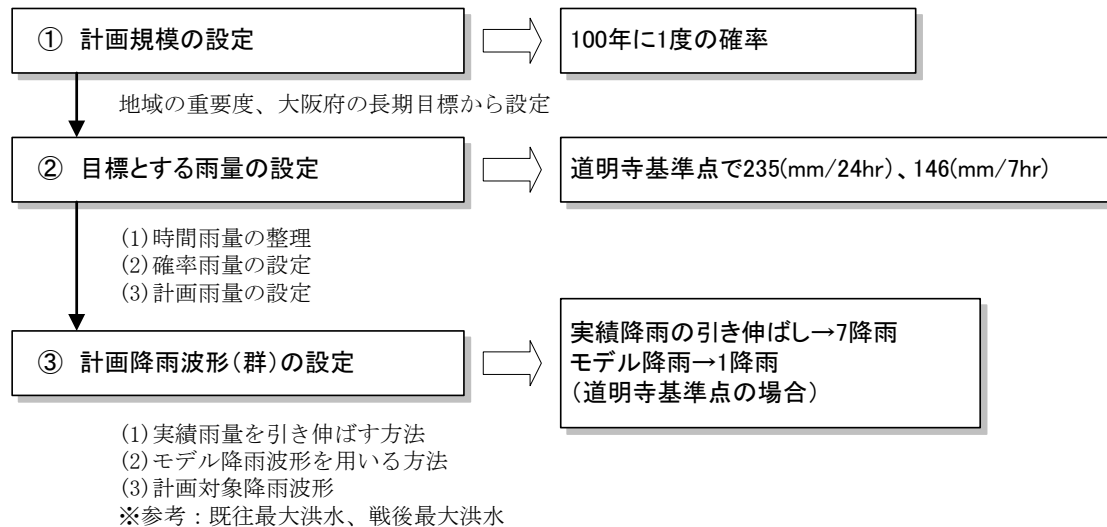 ① 計画規模の設定
100年に1度の確率
地域の重要度、大阪府の長期目標から設定
② 目標とする雨量の設定
道明寺基準点で235(mm/24hr)、146(mm/7hr)
(1)時間雨量の整理
(2)確率雨量の設定
(3)計画雨量の設定
③ 計画降雨波形(群)の設定
実績降雨の引き伸ばし→7降雨
モデル降雨→1降雨
(道明寺基準点の場合)
(1)実績雨量を引き伸ばす方法
(2)モデル降雨波形を用いる方法
(3)計画対象降雨波形
※参考：既往最大洪水、戦後最大洪水